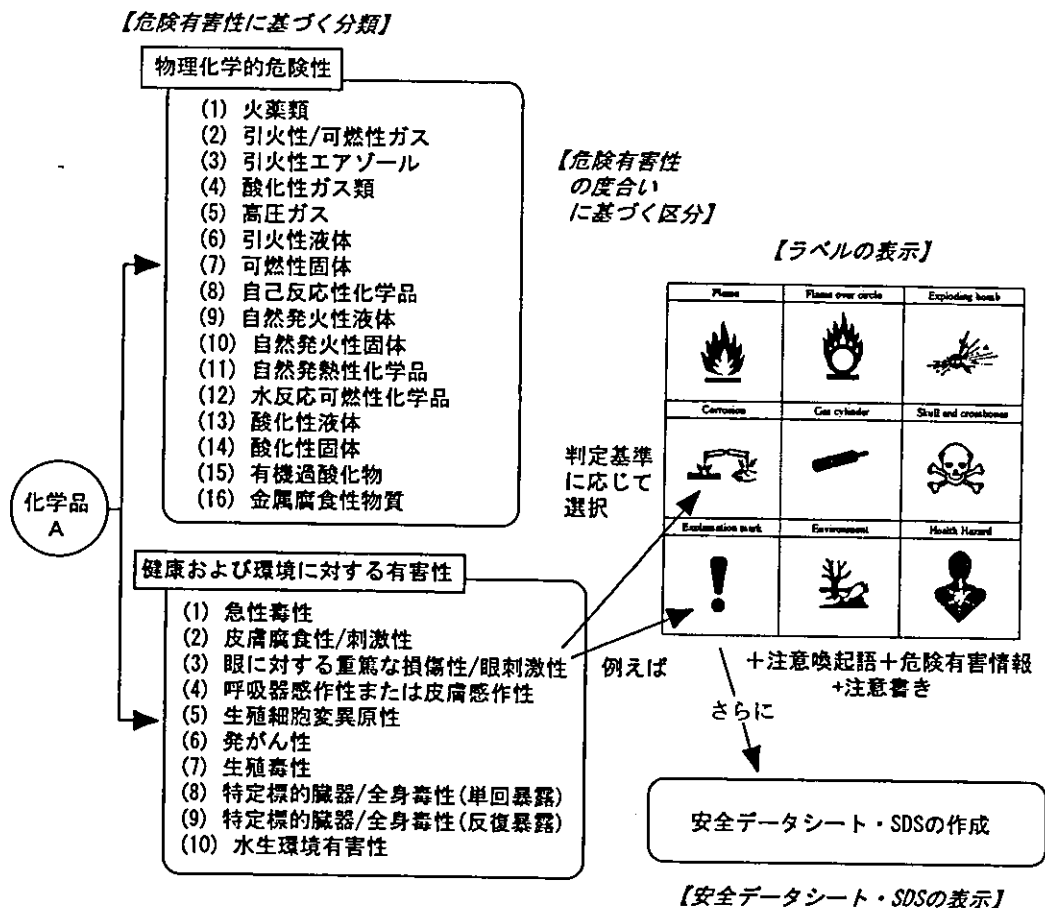 【危険有害性に基づく分類】
物理化学的危険性
(1) 火薬類
(2) 引火性/可燃性ガス
(3) 引火性エアゾール
(4) 酸化性ガス類
(5) 高圧ガス
(6) 引火性液体
(7) 可燃性固体
(8) 自己反応性化学品
(9) 自然発火性液体
(10) 自然発火性固体
(11) 自然発熱性化学品
(12) 水反応可燃性化学品
(13) 酸化性液体
(14) 酸化性固体
(15) 有機過酸化物
(16) 金属腐食性物質
化学品
A
健康および環境に対する有害性
(1) 急性毒性
(2) 皮膚腐食性/刺激性
(3) 眼に対する重篤な損傷性/眼刺激性
(4) 呼吸器感作性または皮膚感作性
(5) 生殖細胞変異原性
(6) 発がん性
(7) 生殖毒性
(8) 特定標的臓器/全身毒性(単回暴露)
(9) 特定標的臓器/全身毒性(反復暴露)
(10) 水生環境有害性
【危険有害性
の度合い
に基づく区分】
判定基準
に応じて
選択
例えば
【ラベルの表示】
Flame Flame over circle Exploding bomb
Corrosion Gas cylinder Skull and crossbones
Explanation mark Environment Health Hazard
＋注意喚起語＋危険有害情報
+注意書き
さらに
安全データシート・SDSの作成
【安全データシート・SDSの表示】